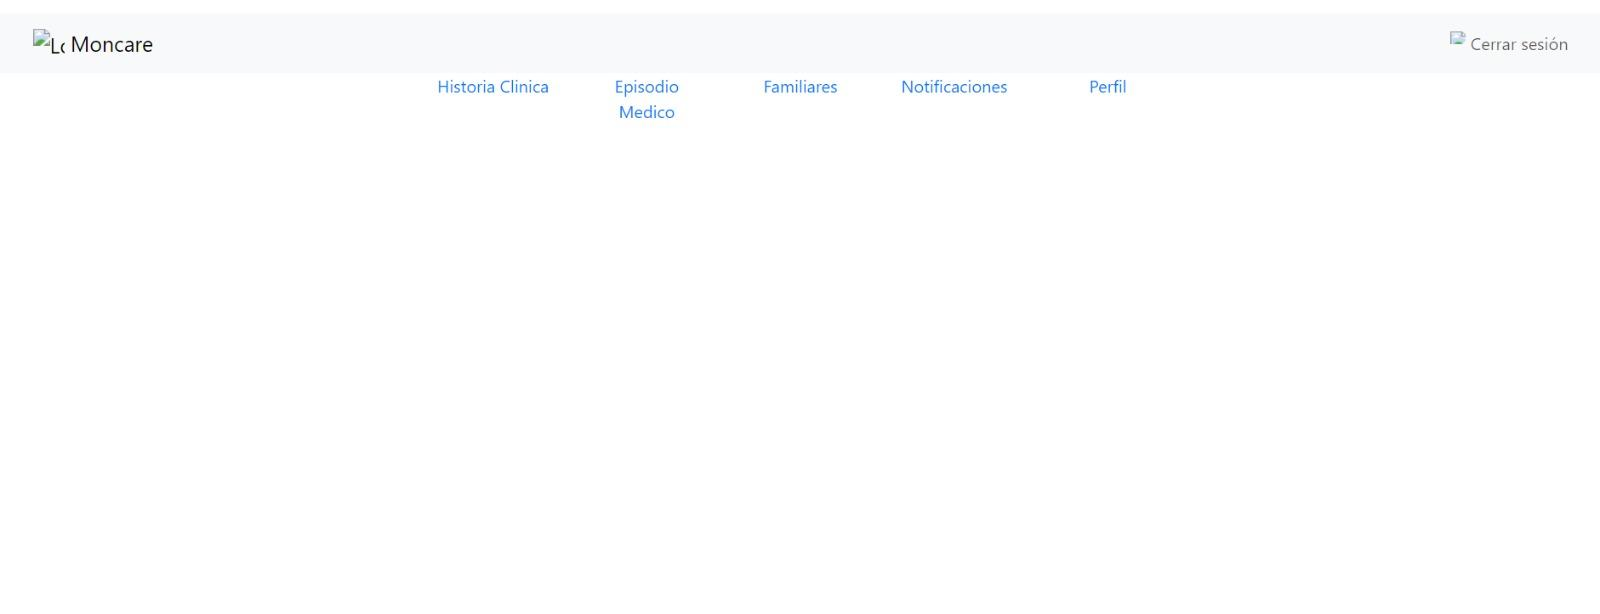 Moncare
Cerrar sesión
Historia Clinica
Episodio
Medico
Familiares
Notificaciones
Perfil